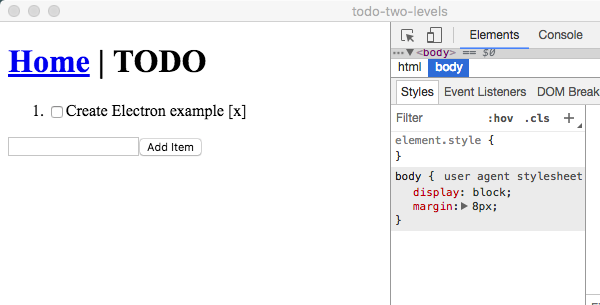 todo-two-levels
Home | TODO
1. Create Electron example [x]
Add Item
Elements Console
<body> == $0
html body
Styles Event Listeners DOM Break
Filter :hov .cls +
element.style {
}
body { user agent stylesheet
display: block;
margin: 8px;
}